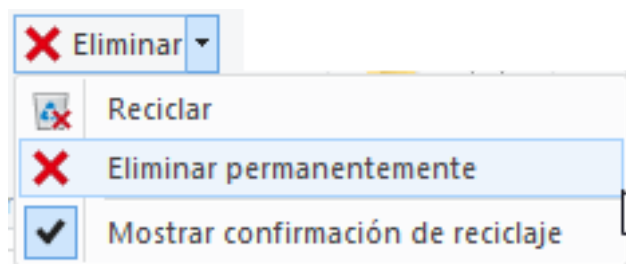 Eliminar
Reciclar
Eliminar permanentemente
Mostrar confirmación de reciclaje